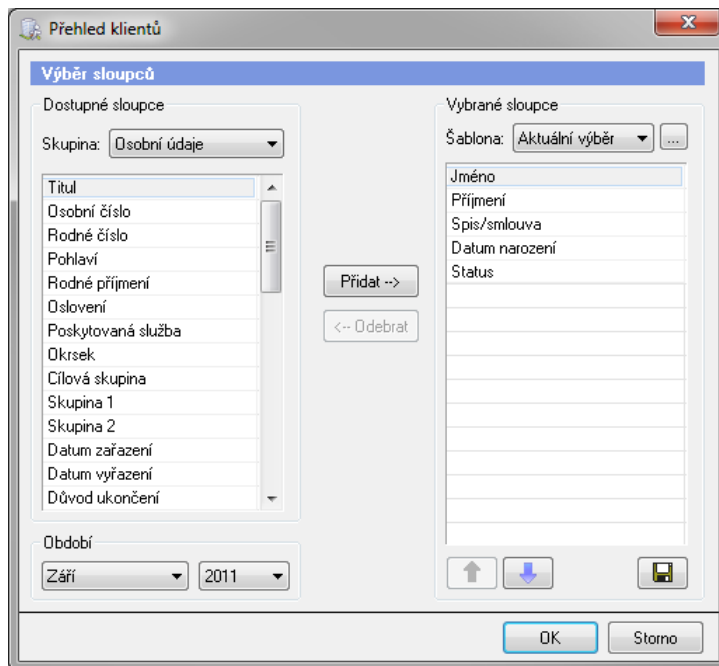 Přehled klientů
Výběr sloupců
Dostupné sloupce
Skupina: Osobní údaje
Titul
Osobní číslo
Rodné číslo
Pohlaví
Rodné příjmení
Oslovení
Poskytovaná služba
Okrsek
Cílová skupina
Skupina 1
Skupina 2
Datum zařazení
Datum vyřazení
Důvod ukončení
Období
Září 2011
Přidat -->
<-- Odebrat
Vybrané sloupce
Šablona: Aktuální výběr ...
Jméno
Příjmení
Spis/smlouva
Datum narození
Status
OK Storno